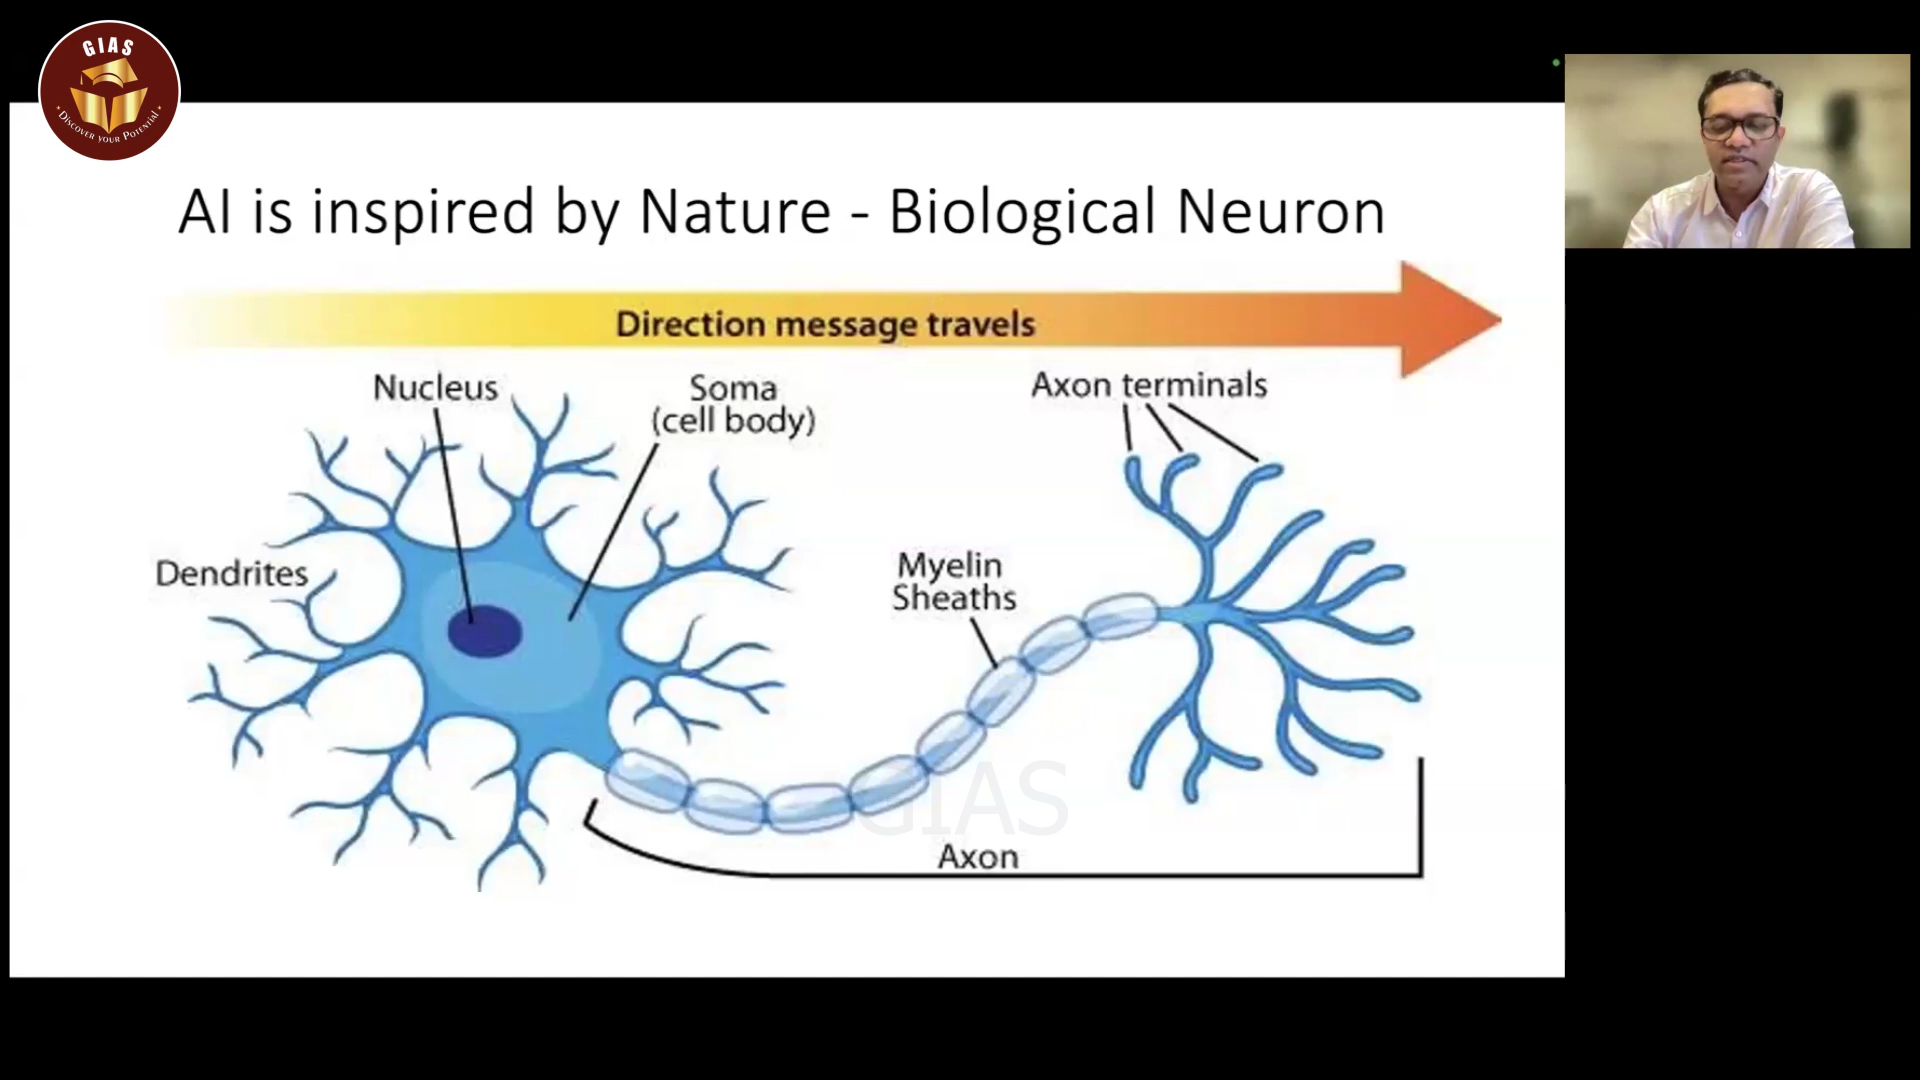 GIAS
• DISCOVER YOUR POTENTIAL •
AI is inspired by Nature - Biological Neuron
Direction message travels
Nucleus
Soma
(cell body)
Axon terminals
Dendrites
Myelin
Sheaths
GIAS
Axon